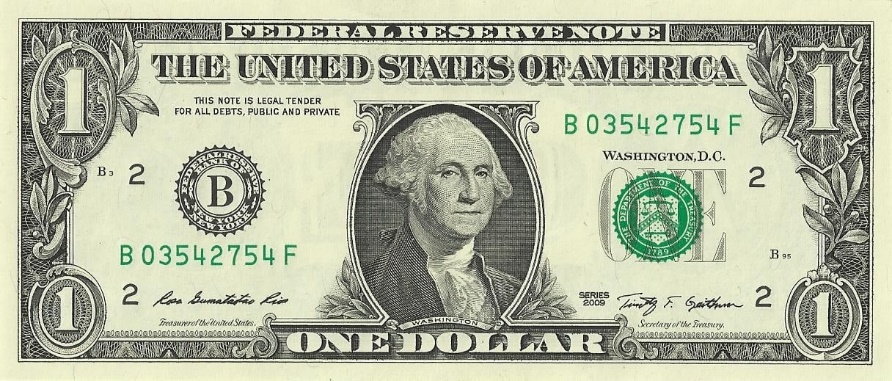 FEDERAL RESERVE NOTE
THE UNITED STATES OF AMERICA
1
1
THIS NOTE IS LEGAL TENDER
FOR ALL DEBTS, PUBLIC AND PRIVATE
B 03542754 F
WASHINGTON, D.C.
B 3
2
B
NEW YORK
ONE
THE DEPARTMENT OF THE TREASURY
1789
2
B 03542754 F
B 95
2
Rosa Gumataotao Rios
Treasurer of the United States.
WASHINGTON
SERIES
2009
Timothy F. Geithner
Secretary of the Treasury.
2
1
ONE DOLLAR
1